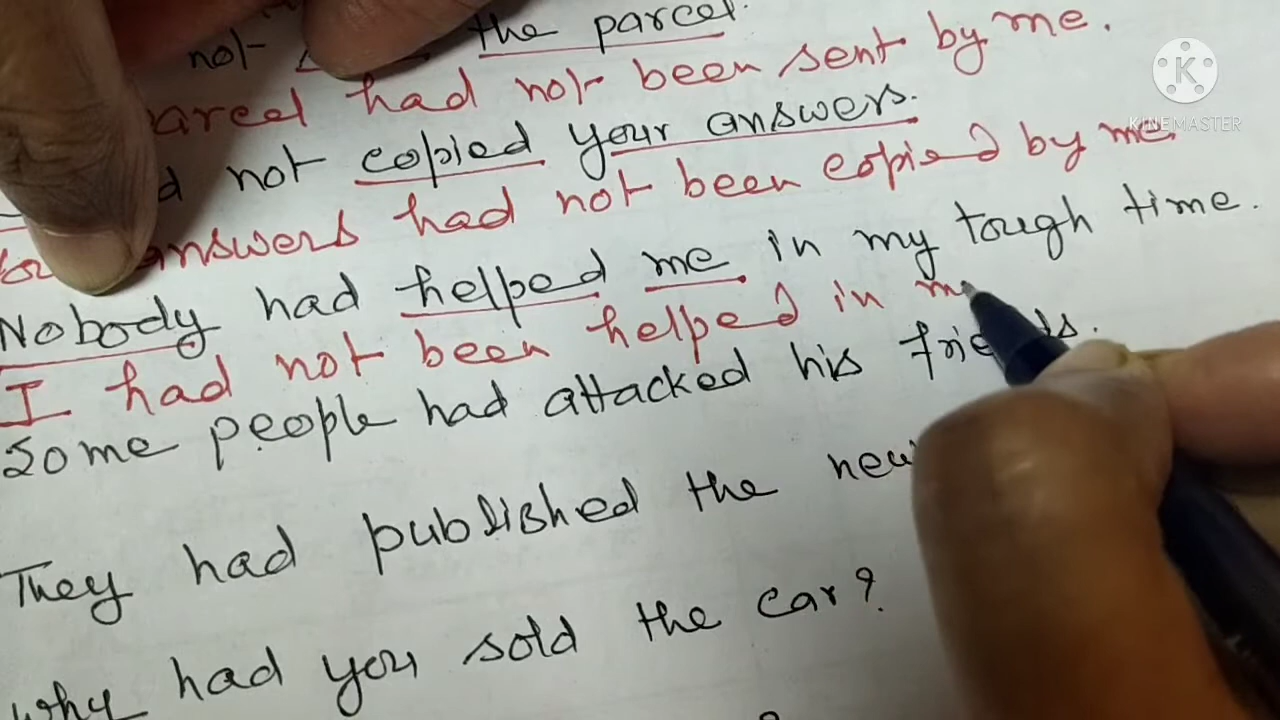 not the parcel.
had not been sent by me.
not copied your answers.
answers had not been copied by me
Nobody had helped me in my tough time.
I had not been helped in
Some people had attacked his friends.
They had published the
Why had you sold the car?
KINEMASTER